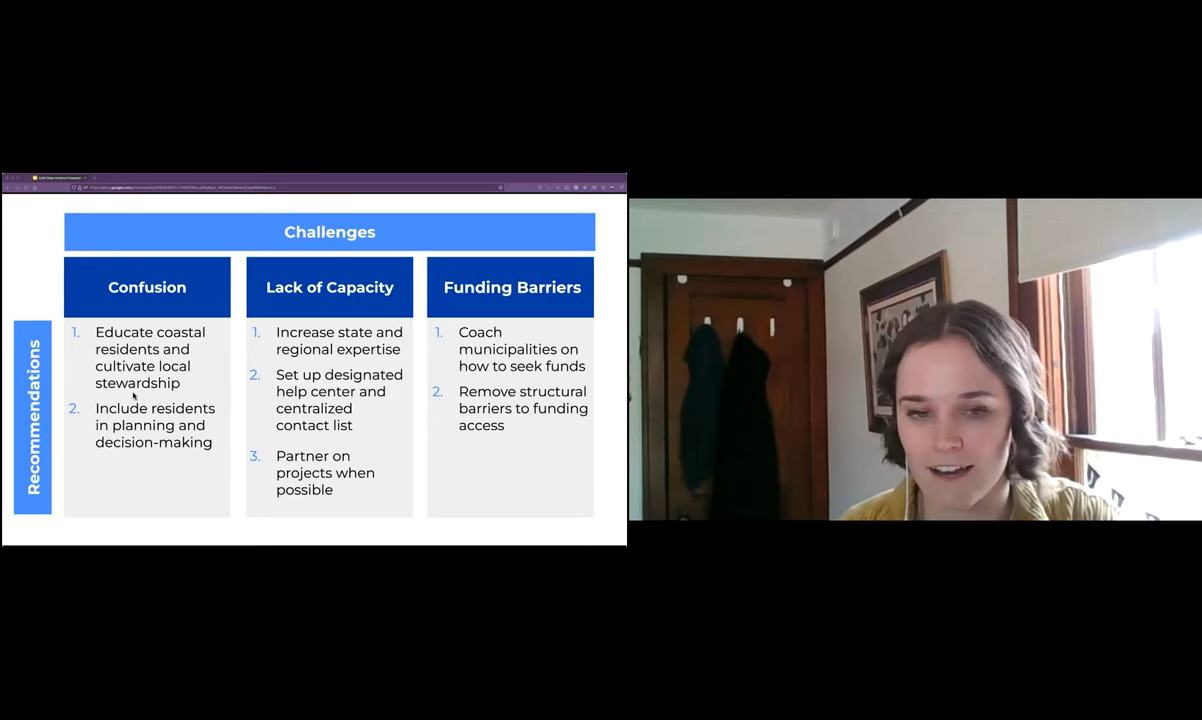 Challenges
Confusion
Lack of Capacity
Funding Barriers
Recommendations
1. Educate coastal
residents and
cultivate local
stewardship
2. Include residents
in planning and
decision-making
1. Increase state and
regional expertise
2. Set up designated
help center and
centralized
contact list
3. Partner on
projects when
possible
1. Coach
municipalities on
how to seek funds
2. Remove structural
barriers to funding
access